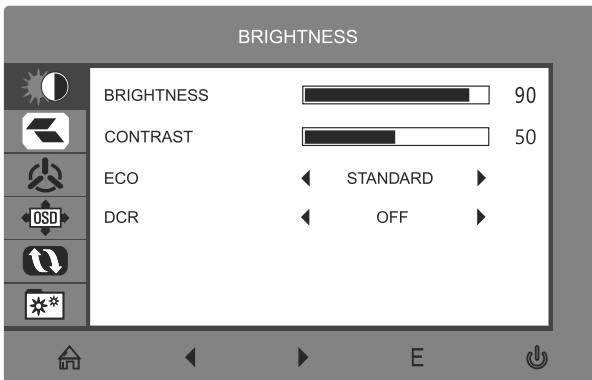 BRIGHTNESS
BRIGHTNESS 90
CONTRAST 50
ECO STANDARD
DCR OFF
OSD
E